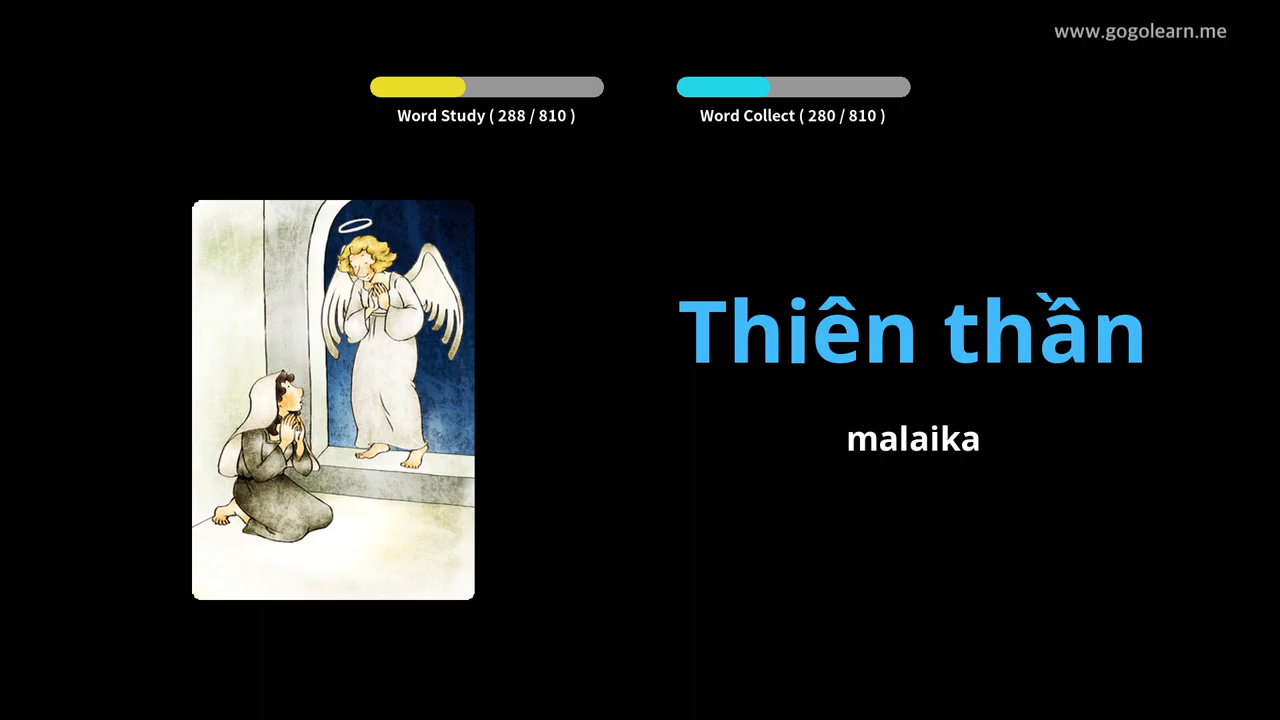 www.gogolearn.me
Word Study ( 288 / 810 )
Word Collect ( 280 / 810 )
Thiên thần
malaika